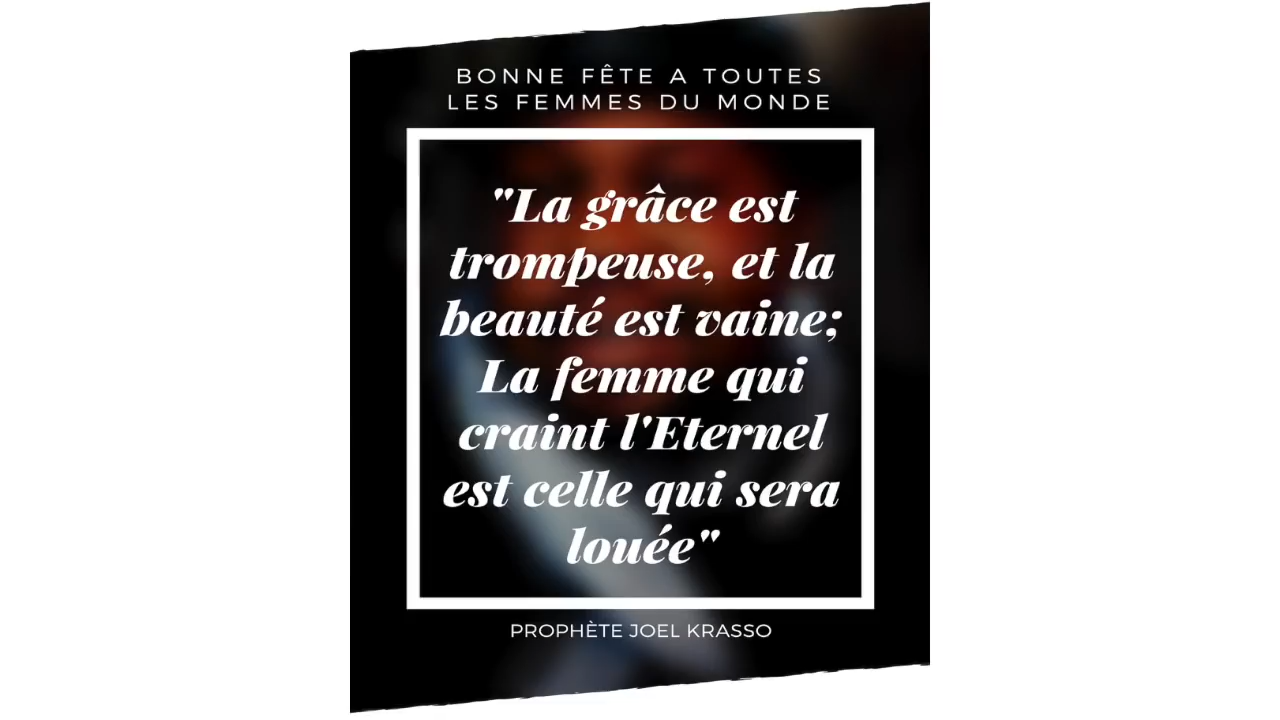 BONNE FÊTE A TOUTES
LES FEMMES DU MONDE
"La grâce est
trompeuse, et la
beauté est vaine;
La femme qui
craint l'Eternel
est celle qui sera
louée"
PROPHÈTE JOEL KRASSO